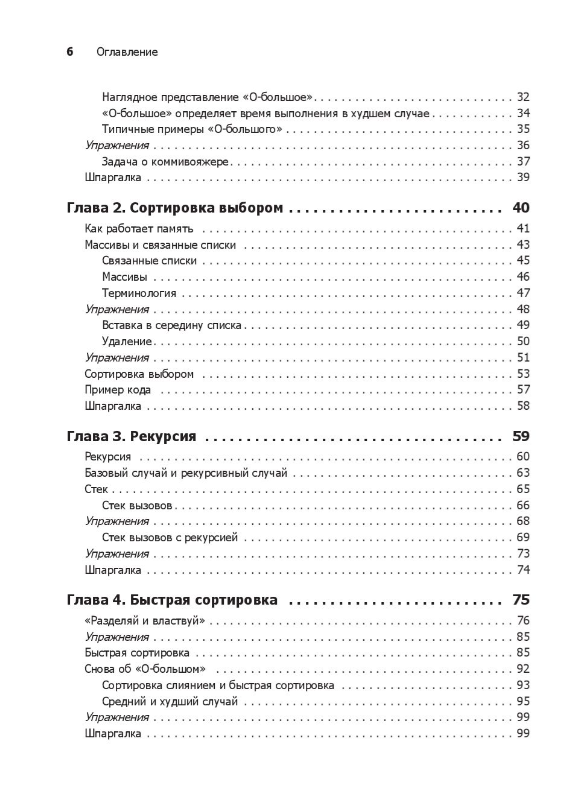 6 Оглавление
Наглядное представление «О-большое» . . . . . . . . . . . . . . . . . . . . . . . . . . . . 32
«О-большое» определяет время выполнения в худшем случае . . . . . . . . . . . . 34
Типичные примеры «О-большого» . . . . . . . . . . . . . . . . . . . . . . . . . . . . . . . . 35
Упражнения . . . . . . . . . . . . . . . . . . . . . . . . . . . . . . . . . . . . . . . . . . . . . . . . . 36
Задача о коммивояжере . . . . . . . . . . . . . . . . . . . . . . . . . . . . . . . . . . . . . . . . 37
Шпаргалка . . . . . . . . . . . . . . . . . . . . . . . . . . . . . . . . . . . . . . . . . . . . . . . . . . . 39
Глава 2. Сортировка выбором . . . . . . . . . . . . . . . . . . . . . . . . . . 40
Как работает память . . . . . . . . . . . . . . . . . . . . . . . . . . . . . . . . . . . . . . . . . . . . 41
Массивы и связанные списки . . . . . . . . . . . . . . . . . . . . . . . . . . . . . . . . . . . . . 43
Связанные списки . . . . . . . . . . . . . . . . . . . . . . . . . . . . . . . . . . . . . . . . . . . . 45
Массивы . . . . . . . . . . . . . . . . . . . . . . . . . . . . . . . . . . . . . . . . . . . . . . . . . . . 46
Терминология . . . . . . . . . . . . . . . . . . . . . . . . . . . . . . . . . . . . . . . . . . . . . . . 47
Упражнения . . . . . . . . . . . . . . . . . . . . . . . . . . . . . . . . . . . . . . . . . . . . . . . . . 48
Вставка в середину списка . . . . . . . . . . . . . . . . . . . . . . . . . . . . . . . . . . . . . . 49
Удаление . . . . . . . . . . . . . . . . . . . . . . . . . . . . . . . . . . . . . . . . . . . . . . . . . . . 50
Упражнения . . . . . . . . . . . . . . . . . . . . . . . . . . . . . . . . . . . . . . . . . . . . . . . . . 51
Сортировка выбором . . . . . . . . . . . . . . . . . . . . . . . . . . . . . . . . . . . . . . . . . . . 53
Пример кода . . . . . . . . . . . . . . . . . . . . . . . . . . . . . . . . . . . . . . . . . . . . . . . . . 57
Шпаргалка . . . . . . . . . . . . . . . . . . . . . . . . . . . . . . . . . . . . . . . . . . . . . . . . . . . 58
Глава 3. Рекурсия . . . . . . . . . . . . . . . . . . . . . . . . . . . . . . . . . . . . 59
Рекурсия . . . . . . . . . . . . . . . . . . . . . . . . . . . . . . . . . . . . . . . . . . . . . . . . . . . . 60
Базовый случай и рекурсивный случай . . . . . . . . . . . . . . . . . . . . . . . . . . . . . . 63
Стек . . . . . . . . . . . . . . . . . . . . . . . . . . . . . . . . . . . . . . . . . . . . . . . . . . . . . . . . 65
Стек вызовов . . . . . . . . . . . . . . . . . . . . . . . . . . . . . . . . . . . . . . . . . . . . . . . . 66
Упражнения . . . . . . . . . . . . . . . . . . . . . . . . . . . . . . . . . . . . . . . . . . . . . . . . . 68
Стек вызовов с рекурсией . . . . . . . . . . . . . . . . . . . . . . . . . . . . . . . . . . . . . . 69
Упражнения . . . . . . . . . . . . . . . . . . . . . . . . . . . . . . . . . . . . . . . . . . . . . . . . . 73
Шпаргалка . . . . . . . . . . . . . . . . . . . . . . . . . . . . . . . . . . . . . . . . . . . . . . . . . . . 74
Глава 4. Быстрая сортировка . . . . . . . . . . . . . . . . . . . . . . . . . . 75
«Разделяй и властвуй» . . . . . . . . . . . . . . . . . . . . . . . . . . . . . . . . . . . . . . . . . . 76
Упражнения . . . . . . . . . . . . . . . . . . . . . . . . . . . . . . . . . . . . . . . . . . . . . . . . . 85
Быстрая сортировка . . . . . . . . . . . . . . . . . . . . . . . . . . . . . . . . . . . . . . . . . . . . 85
Снова об «О-большом» . . . . . . . . . . . . . . . . . . . . . . . . . . . . . . . . . . . . . . . . . 92
Сортировка слиянием и быстрая сортировка . . . . . . . . . . . . . . . . . . . . . . . . 93
Средний и худший случай . . . . . . . . . . . . . . . . . . . . . . . . . . . . . . . . . . . . . . 95
Упражнения . . . . . . . . . . . . . . . . . . . . . . . . . . . . . . . . . . . . . . . . . . . . . . . . . 99
Шпаргалка . . . . . . . . . . . . . . . . . . . . . . . . . . . . . . . . . . . . . . . . . . . . . . . . . . . 99